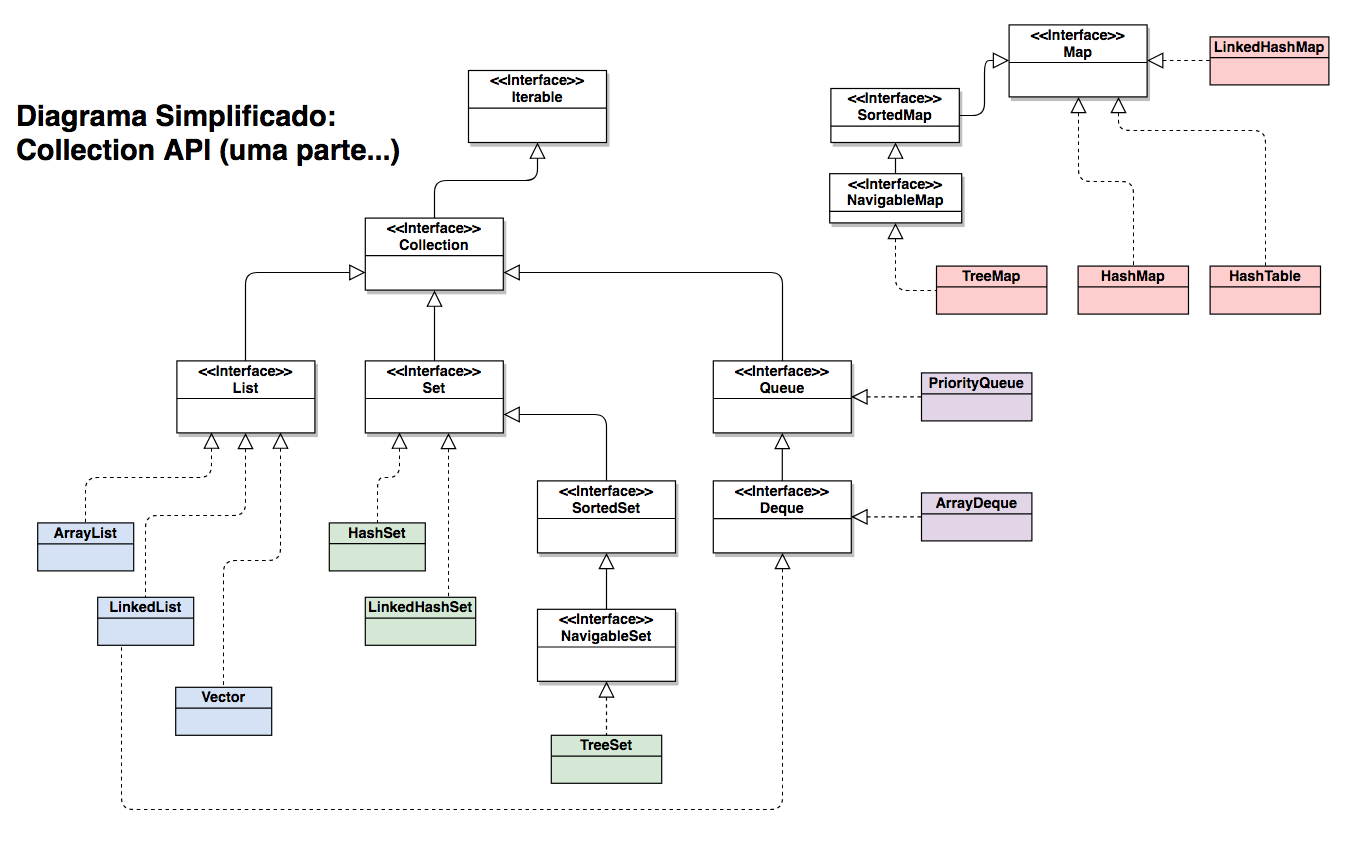 Diagrama Simplificado:
Collection API (uma parte...)
<<Interface>>
Iterable
<<Interface>>
Map
LinkedHashMap
<<Interface>>
SortedMap
<<Interface>>
NavigableMap
<<Interface>>
Collection
TreeMap
HashMap
HashTable
<<Interface>>
List
<<Interface>>
Set
<<Interface>>
Queue
PriorityQueue
<<Interface>>
SortedSet
<<Interface>>
Deque
ArrayDeque
ArrayList
HashSet
LinkedList
LinkedHashSet
<<Interface>>
NavigableSet
Vector
TreeSet